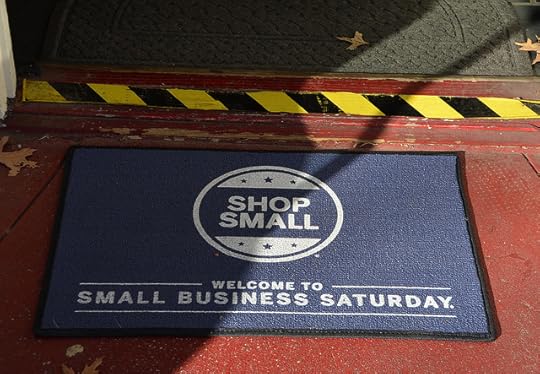 SHOP
SMALL
WELCOME TO
SMALL BUSINESS SATURDAY.